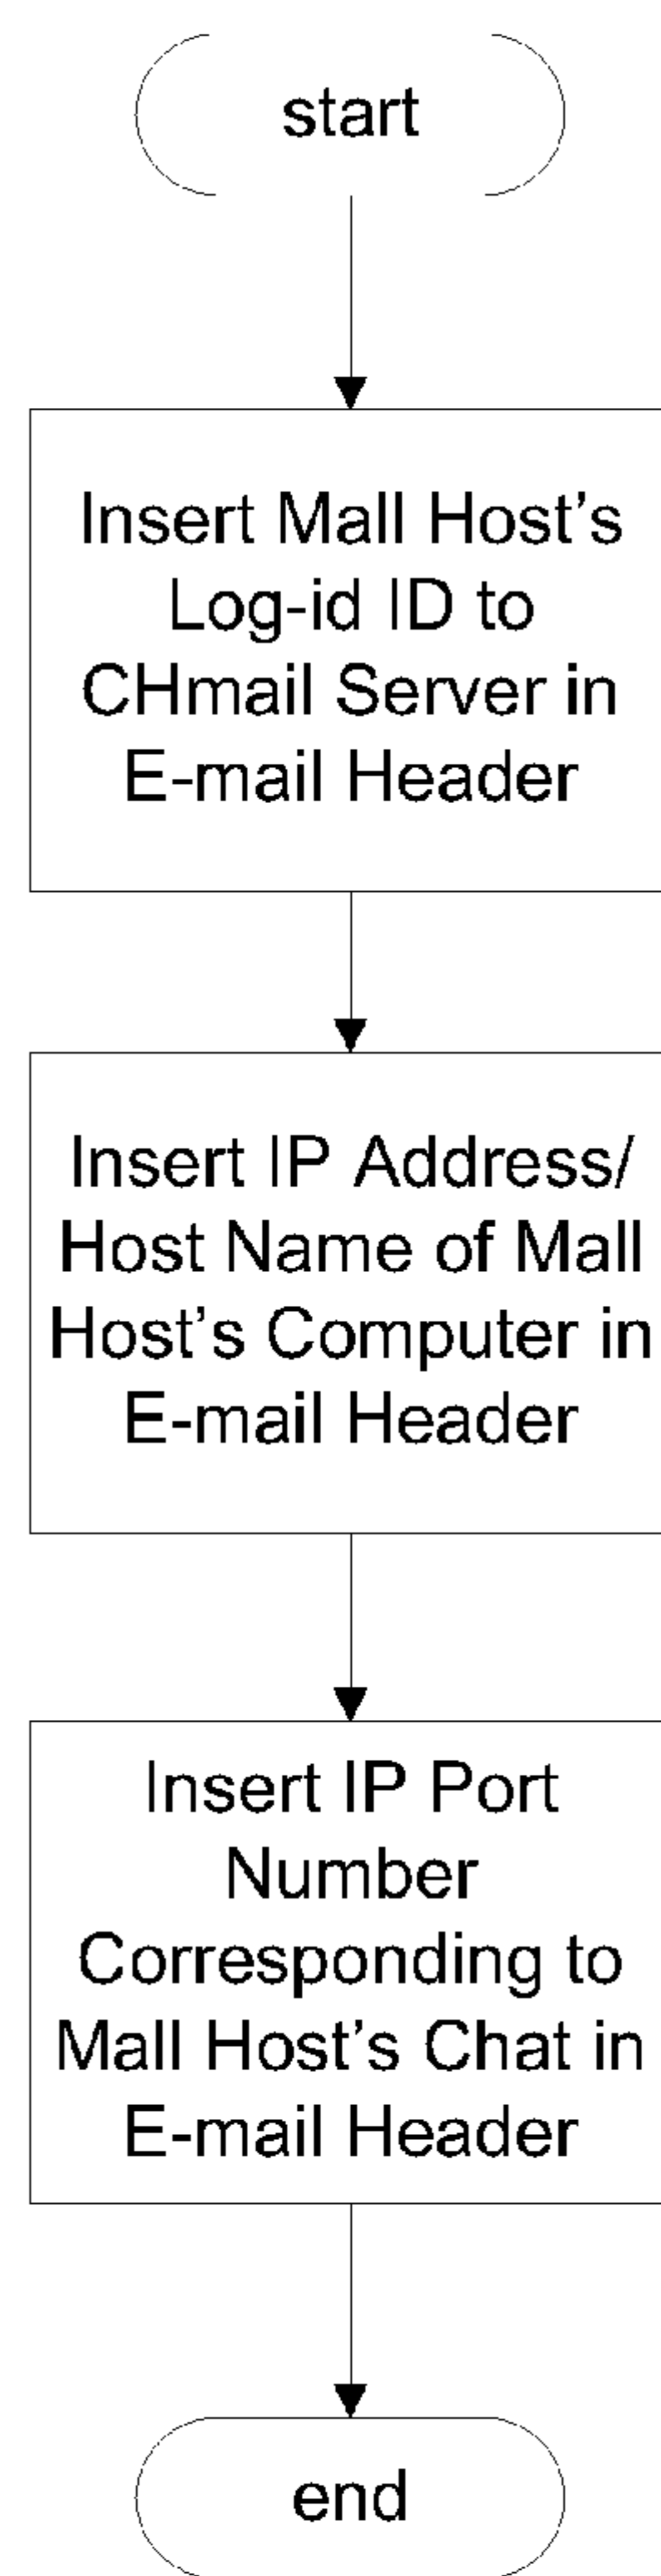 start
Insert Mall Host’s
Log-id ID to
CHmail Server in
E-mail Header
Insert IP Address/
Host Name of Mall
Host’s Computer in
E-mail Header
Insert IP Port
Number
Corresponding to
Mall Host’s Chat in
E-mail Header
end